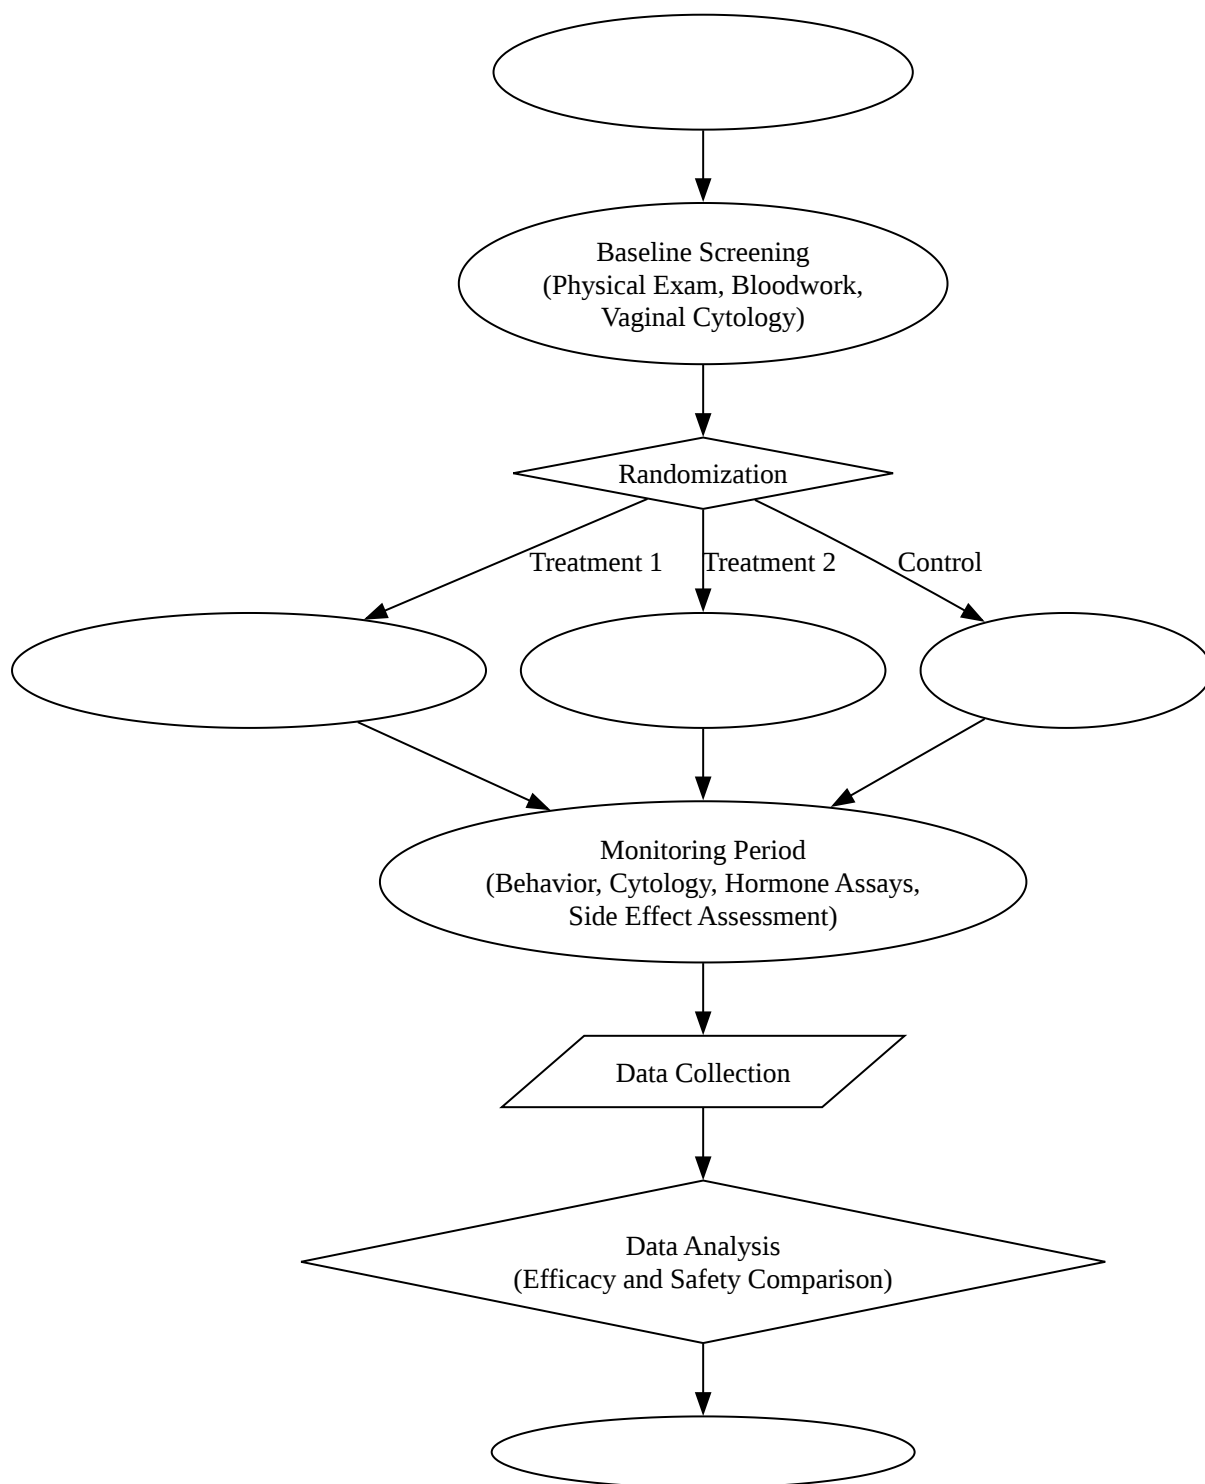 Baseline Screening
(Physical Exam, Bloodwork,
Vaginal Cytology)
Randomization
Treatment 1
Treatment 2
Control
Monitoring Period
(Behavior, Cytology, Hormone Assays,
Side Effect Assessment)
Data Collection
Data Analysis
(Efficacy and Safety Comparison)